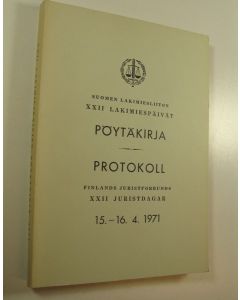 SUOMEN LAKIMIESLIITON
XXII LAKIMIESPÄIVÄT
PÖYTÄKIRJA
PROTOKOLL
FINLANDS JURISTFÖRBUNDS
XXII JURISTDAGAR
15.–16. 4. 1971